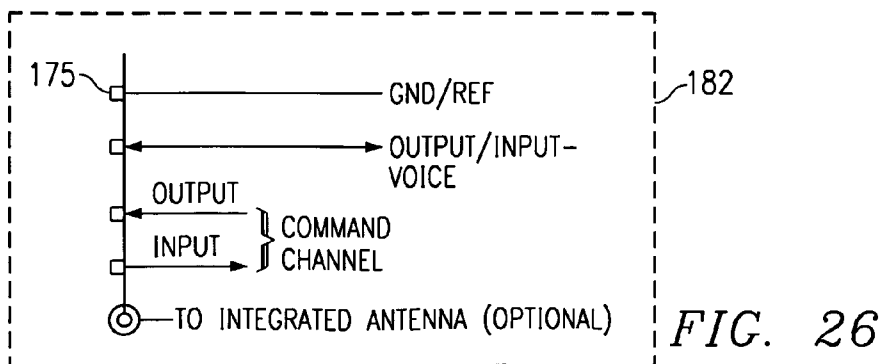 175
GND/REF
182
OUTPUT/INPUT-
VOICE
OUTPUT
INPUT
COMMAND
CHANNEL
TO INTEGRATED ANTENNA (OPTIONAL)
FIG. 26